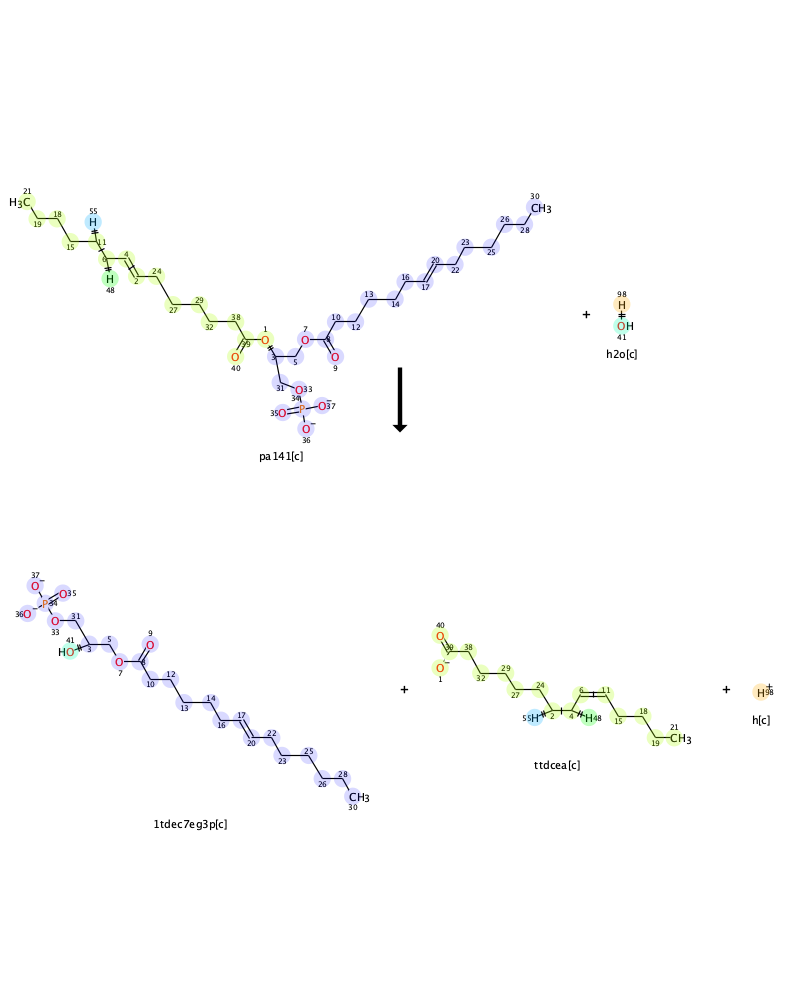 21
H₃C
19
18
15
55
H
11
6
H
48
4
2
24
27
29
32
38
39
O
40
1
O
3
5
7
O
8
O
9
10
12
13
14
16
17
20
22
23
25
26
28
30
CH₃
31
O
33
34
P
O
35
O⁻
37
O⁻
36
pa141[c]
+
98
H
OH
41
h2o[c]
37
O⁻
36
O⁻
P
34
O
35
O
33
31
41
HO
3
5
O
7
9
O
8
10
12
13
14
16
17
20
22
23
25
26
28
CH₃
30
1tdec7eg3p[c]
+
40
O
39
38
O⁻
1
32
29
27
24
55
H
2
4
H
48
6
11
15
18
19
21
CH₃
ttdcea[c]
+
H⁺
98
h[c]